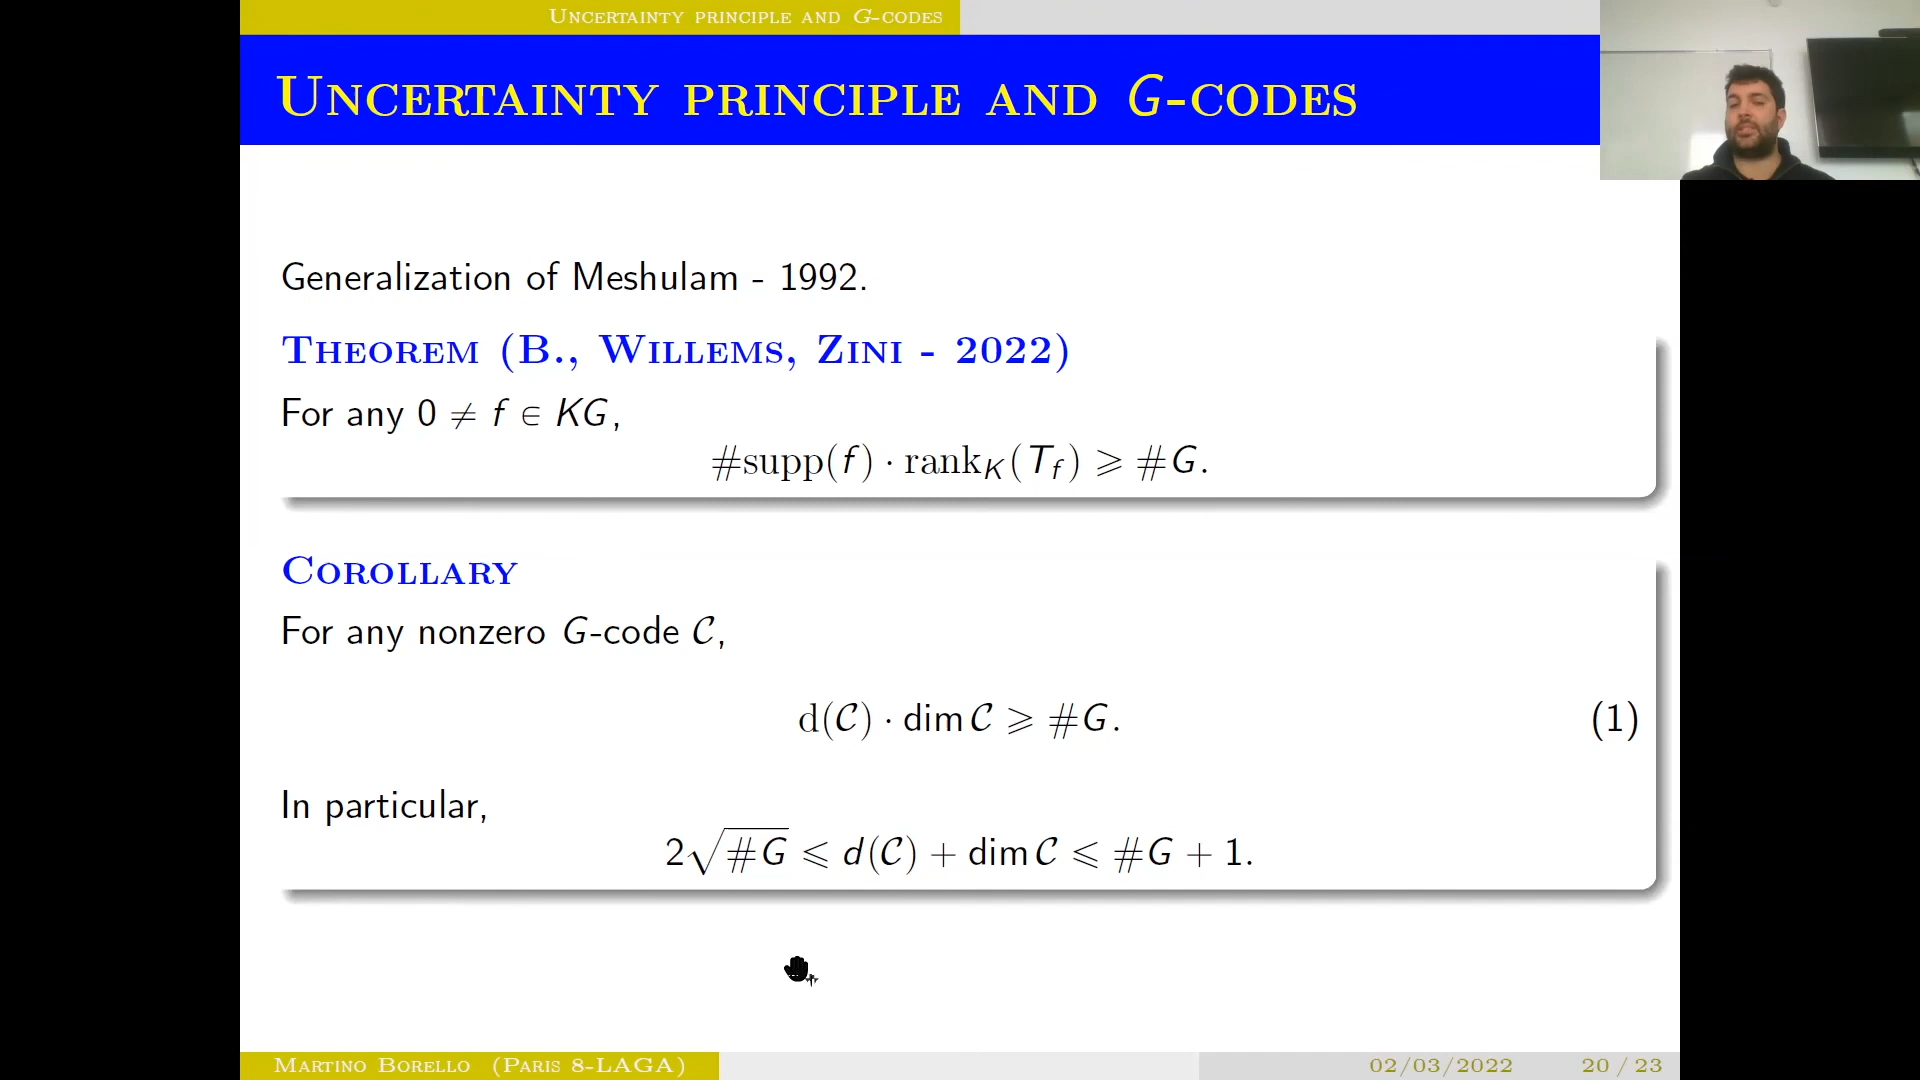 Uncertainty principle and G-codes
Uncertainty principle and G-codes
Generalization of Meshulam - 1992.
Theorem (B., Willems, Zini - 2022)
For any 0 ≠ f ∈ KG,
#supp(f) · rank_K(T_f) ⩾ #G.
Corollary
For any nonzero G-code 𝒞,
d(𝒞) · dim 𝒞 ⩾ #G. (1)
In particular,
2√#G ⩽ d(𝒞) + dim 𝒞 ⩽ #G + 1.
Martino Borello (Paris 8-LAGA) 02/03/2022 20 / 23